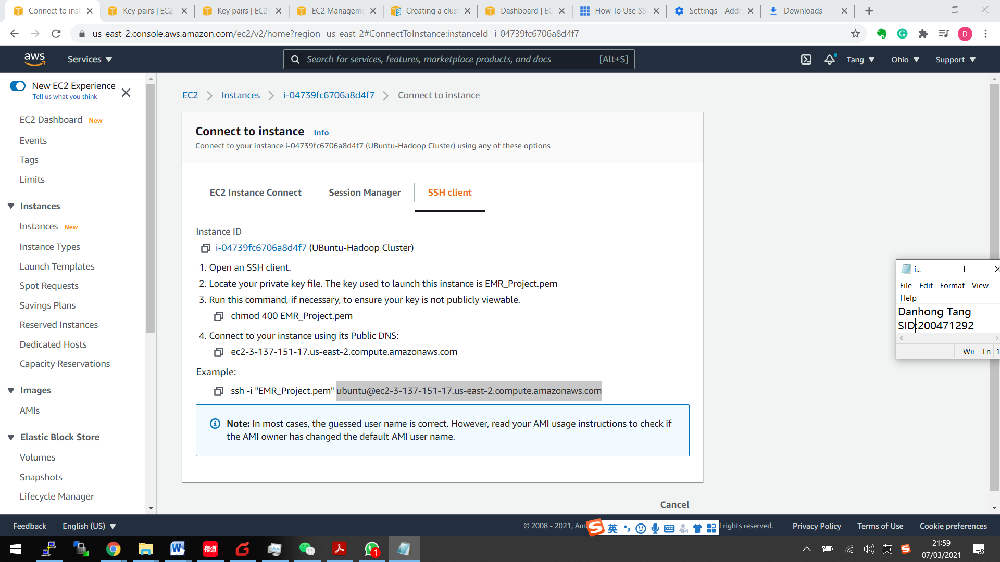 Connect to inst
Key pairs | EC2
Key pairs | EC2
EC2 Manageme
Creating a clus
Dashboard | EC
How To Use SS
Settings - Addr
Downloads
us-east-2.console.aws.amazon.com/ec2/v2/home?region=us-east-2#ConnectToInstance:instanceId=i-04739fc6706a8d4f7
D
aws
Services
Search for services, features, marketplace products, and docs
[Alt+S]
Tang
Ohio
Support
New EC2 Experience
Tell us what you think
EC2 Dashboard New
Events
Tags
Limits
Instances
Instances New
Instance Types
Launch Templates
Spot Requests
Savings Plans
Reserved Instances
Dedicated Hosts
Capacity Reservations
Images
AMIs
Elastic Block Store
Volumes
Snapshots
Lifecycle Manager
EC2
Instances
i-04739fc6706a8d4f7
Connect to instance
Connect to instance Info
Connect to your instance i-04739fc6706a8d4f7 (UBuntu-Hadoop Cluster) using any of these options
EC2 Instance Connect
Session Manager
SSH client
Instance ID
i-04739fc6706a8d4f7 (UBuntu-Hadoop Cluster)
1. Open an SSH client.
2. Locate your private key file. The key used to launch this instance is EMR_Project.pem
3. Run this command, if necessary, to ensure your key is not publicly viewable.
chmod 400 EMR_Project.pem
4. Connect to your instance using its Public DNS:
ec2-3-137-151-17.us-east-2.compute.amazonaws.com
Example:
ssh -i "EMR_Project.pem" ubuntu@ec2-3-137-151-17.us-east-2.compute.amazonaws.com
Note: In most cases, the guessed user name is correct. However, read your AMI usage instructions to check if
the AMI owner has changed the default AMI user name.
Cancel
i...
File Edit Format View
Help
Danhong Tang
SID:200471292
Wir
Ln
1
Feedback
English (US)
© 2008 - 2021, Am
英
l rights reserved.
Privacy Policy
Terms of Use
Cookie preferences
有道
1
英
21:59
07/03/2021